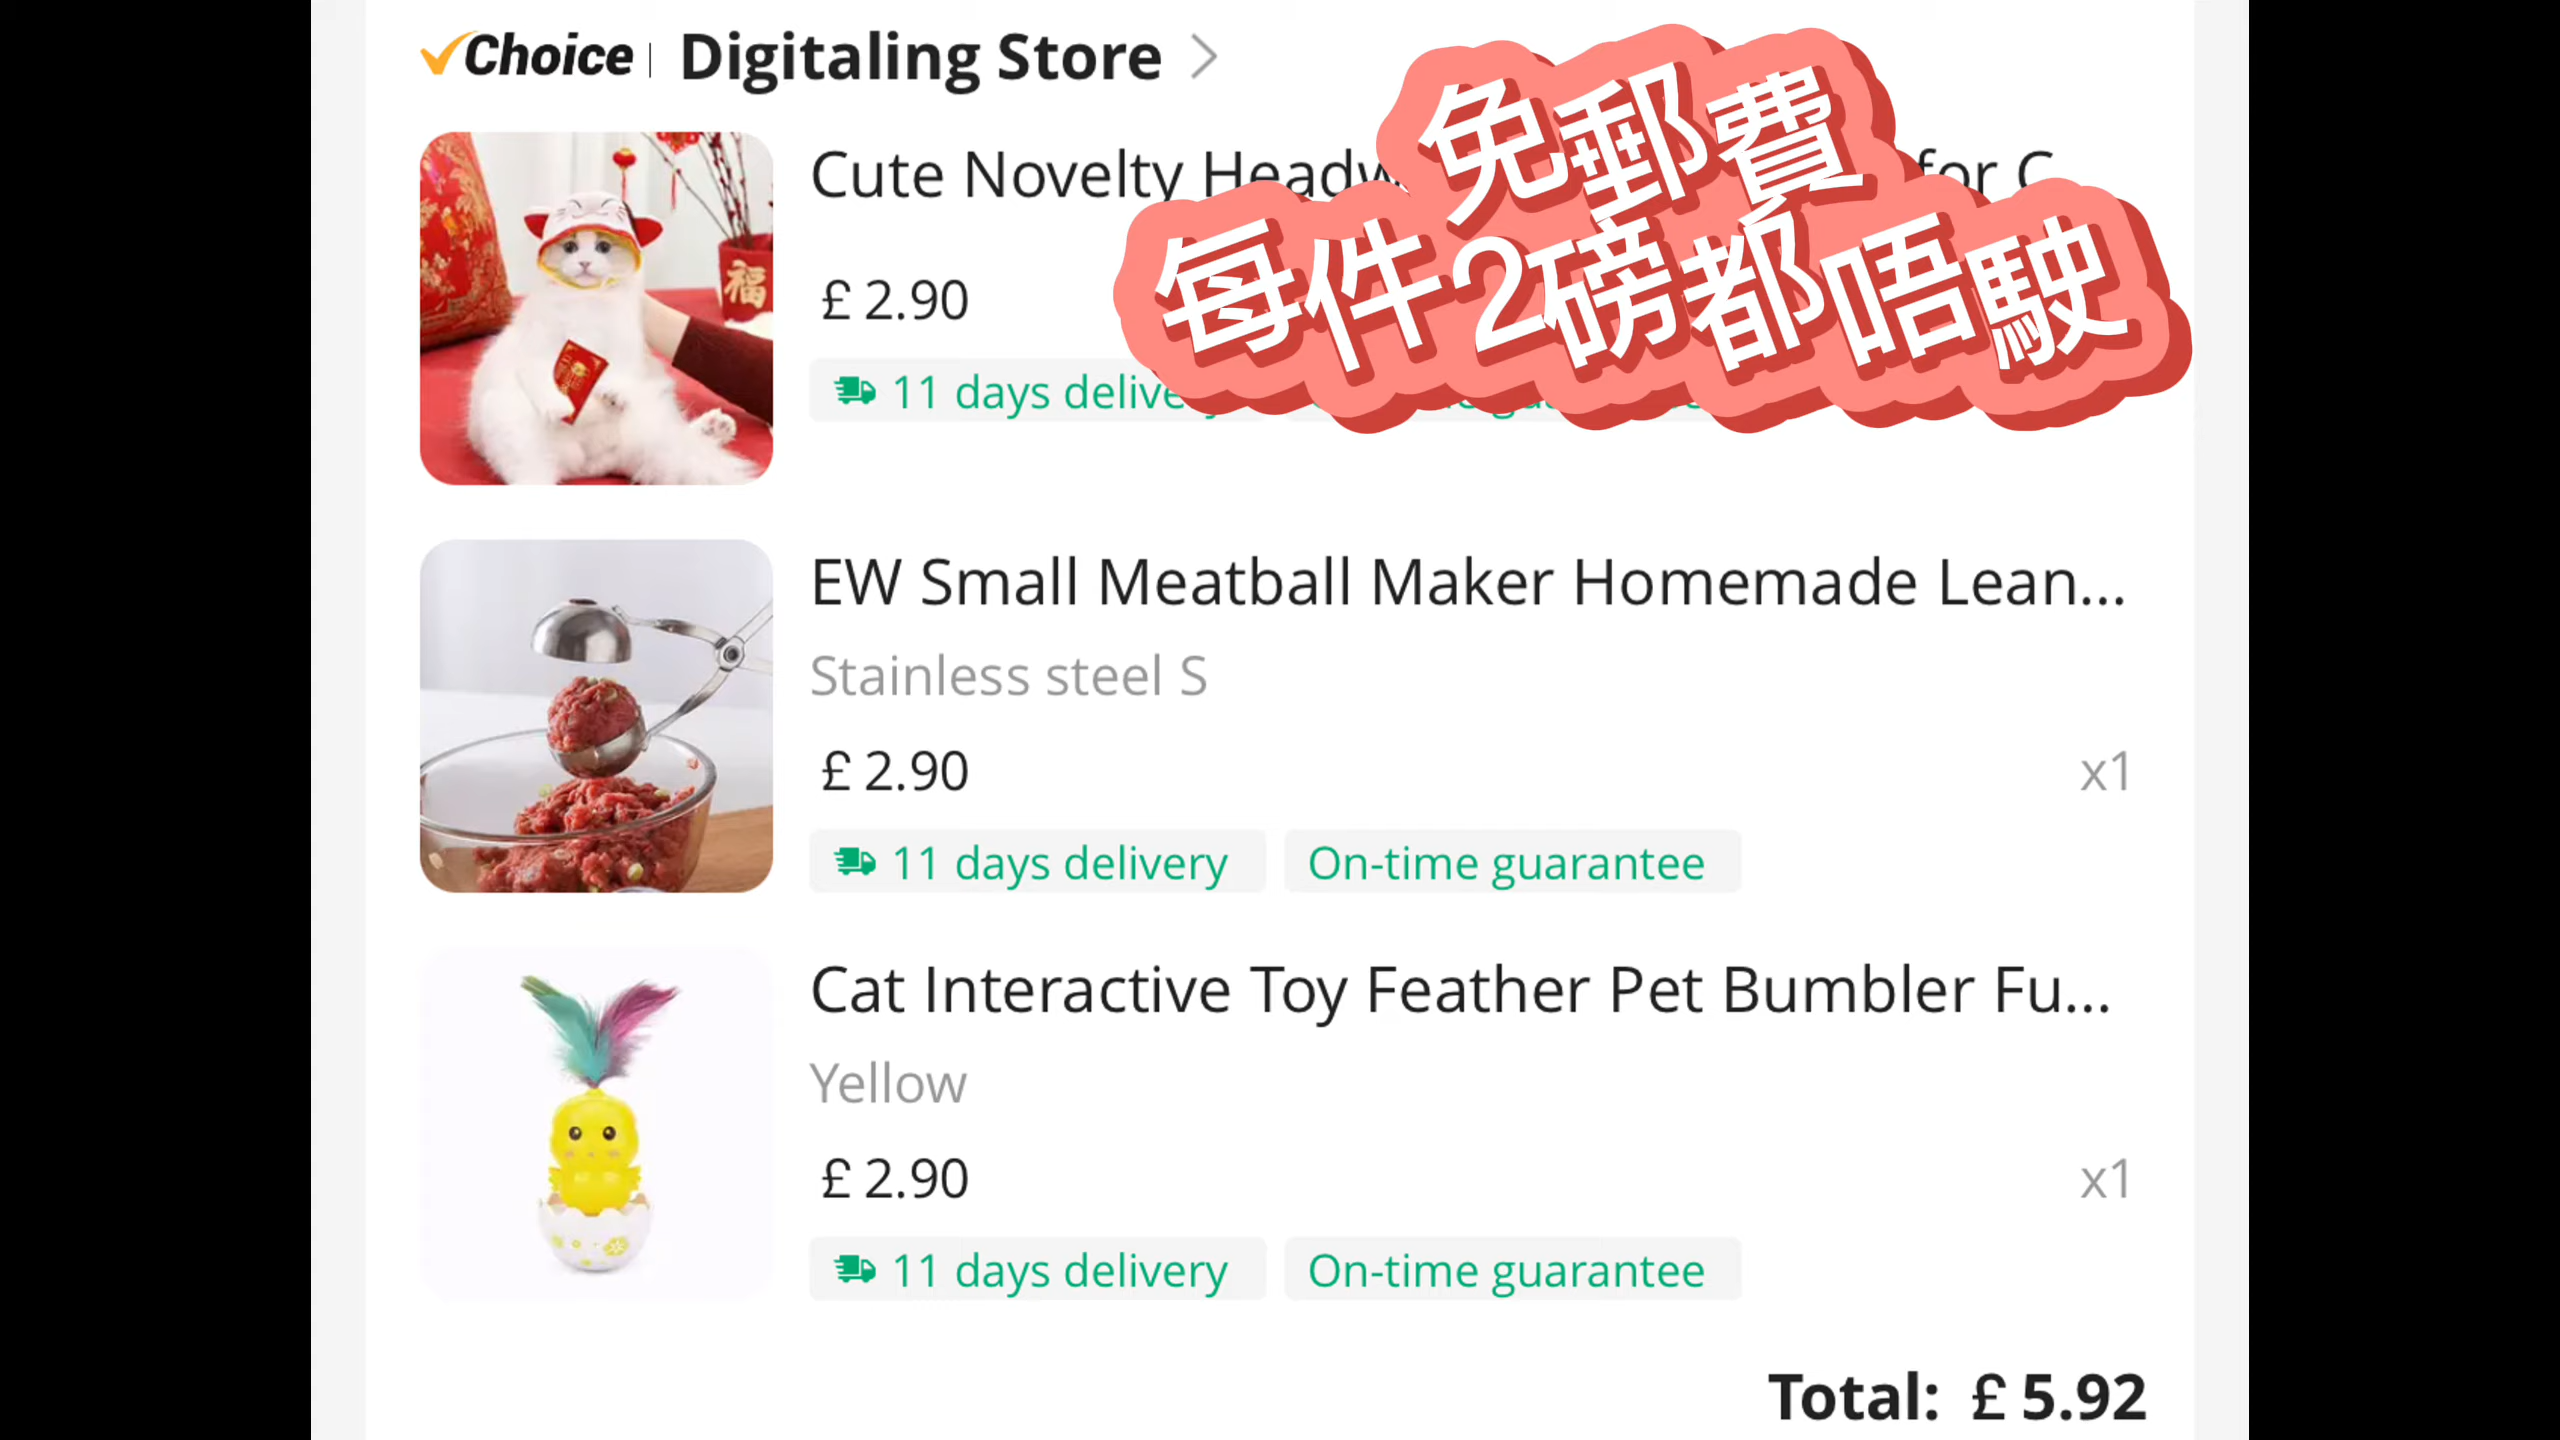 Choice | Digitaling Store >
免郵費
每件2磅都唔駛
Cute Novelty Headw for C
£2.90
11 days delivery
福
EW Small Meatball Maker Homemade Lean...
Stainless steel S
£2.90
x1
11 days delivery
On-time guarantee
Cat Interactive Toy Feather Pet Bumbler Fu...
Yellow
£2.90
x1
11 days delivery
On-time guarantee
Total: £5.92